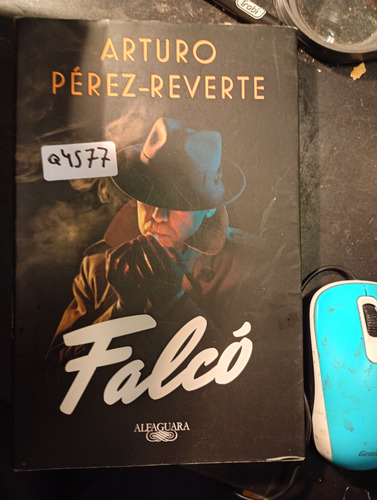 ARTURO
PÉREZ-REVERTE
Q4577
Falcó
ALFAGUARA